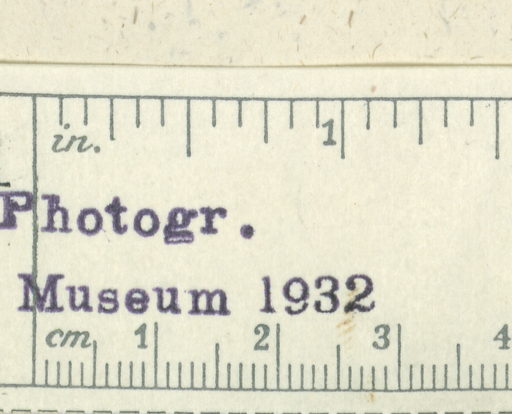 in. 1
Photogr.
Museum 1932
cm 1 2 3 4